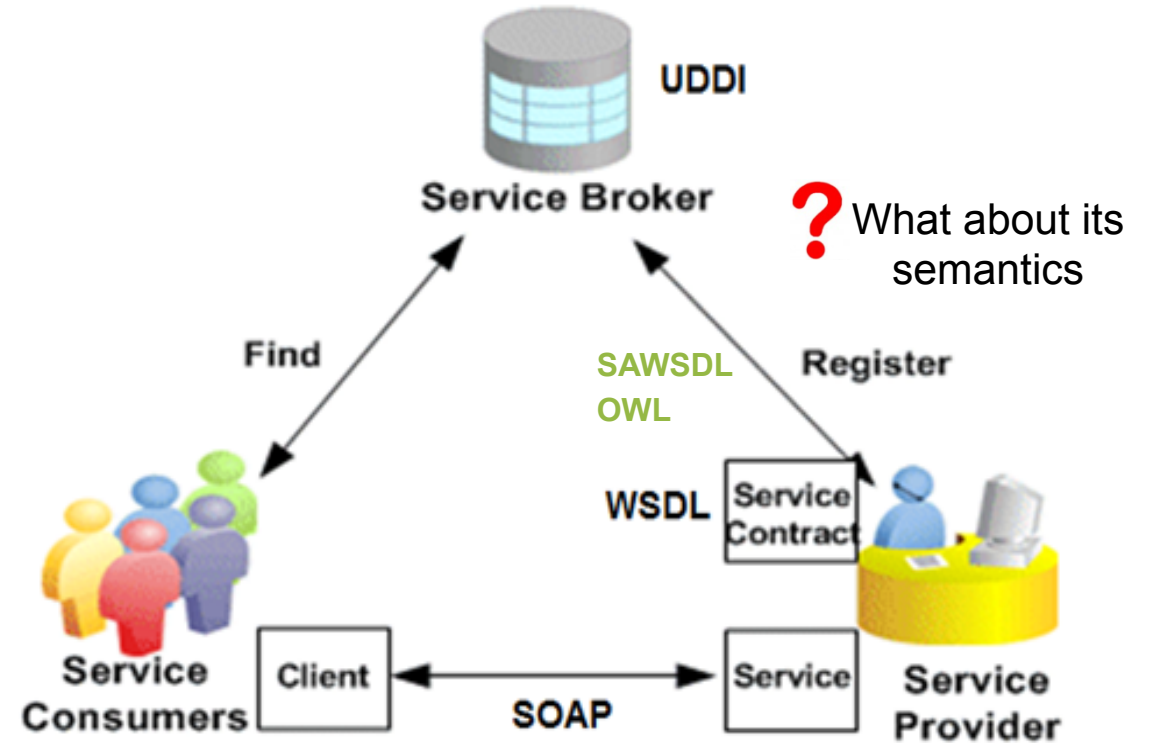 UDDI
Service Broker
? What about its
semantics
Find
SAWSDL
OWL
Register
WSDL
Service
Contract
Service
Consumers
Client
SOAP
Service
Service
Provider